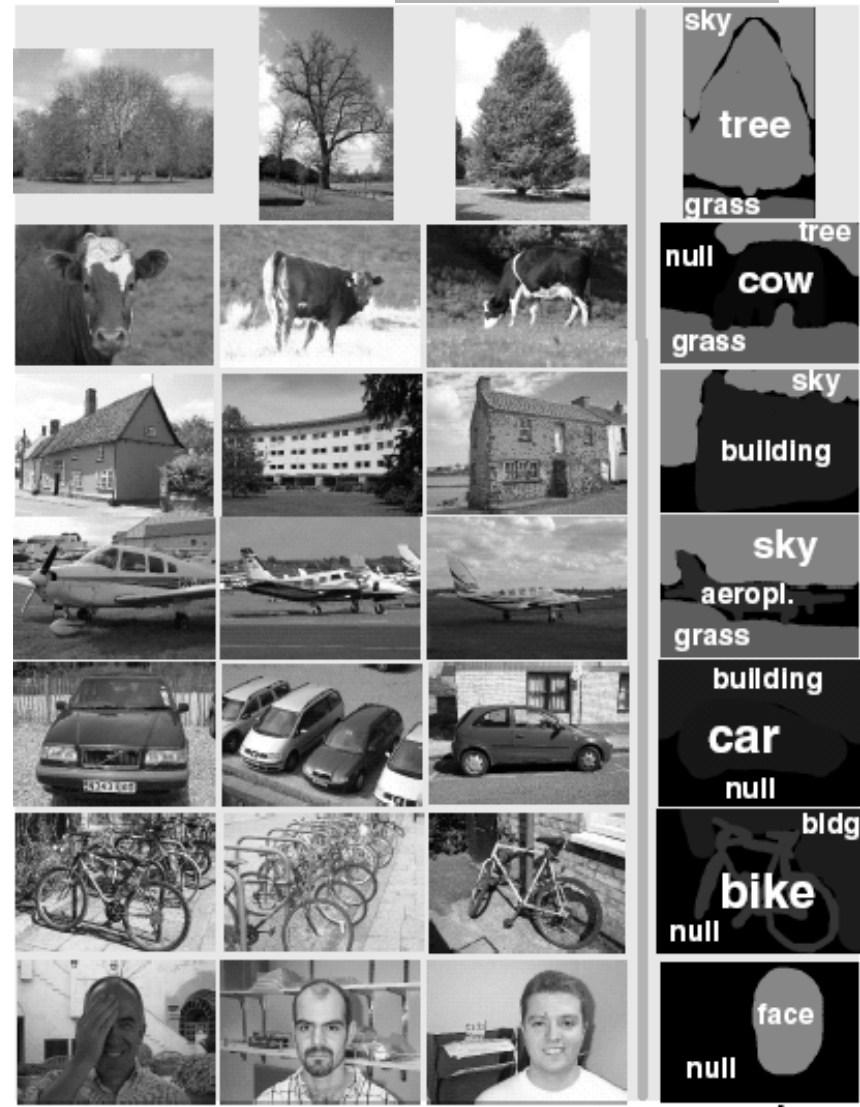 sky
tree
grass
tree
null
cow
grass
sky
building
sky
aeropl.
grass
building
car
null
bldg
bike
null
face
null